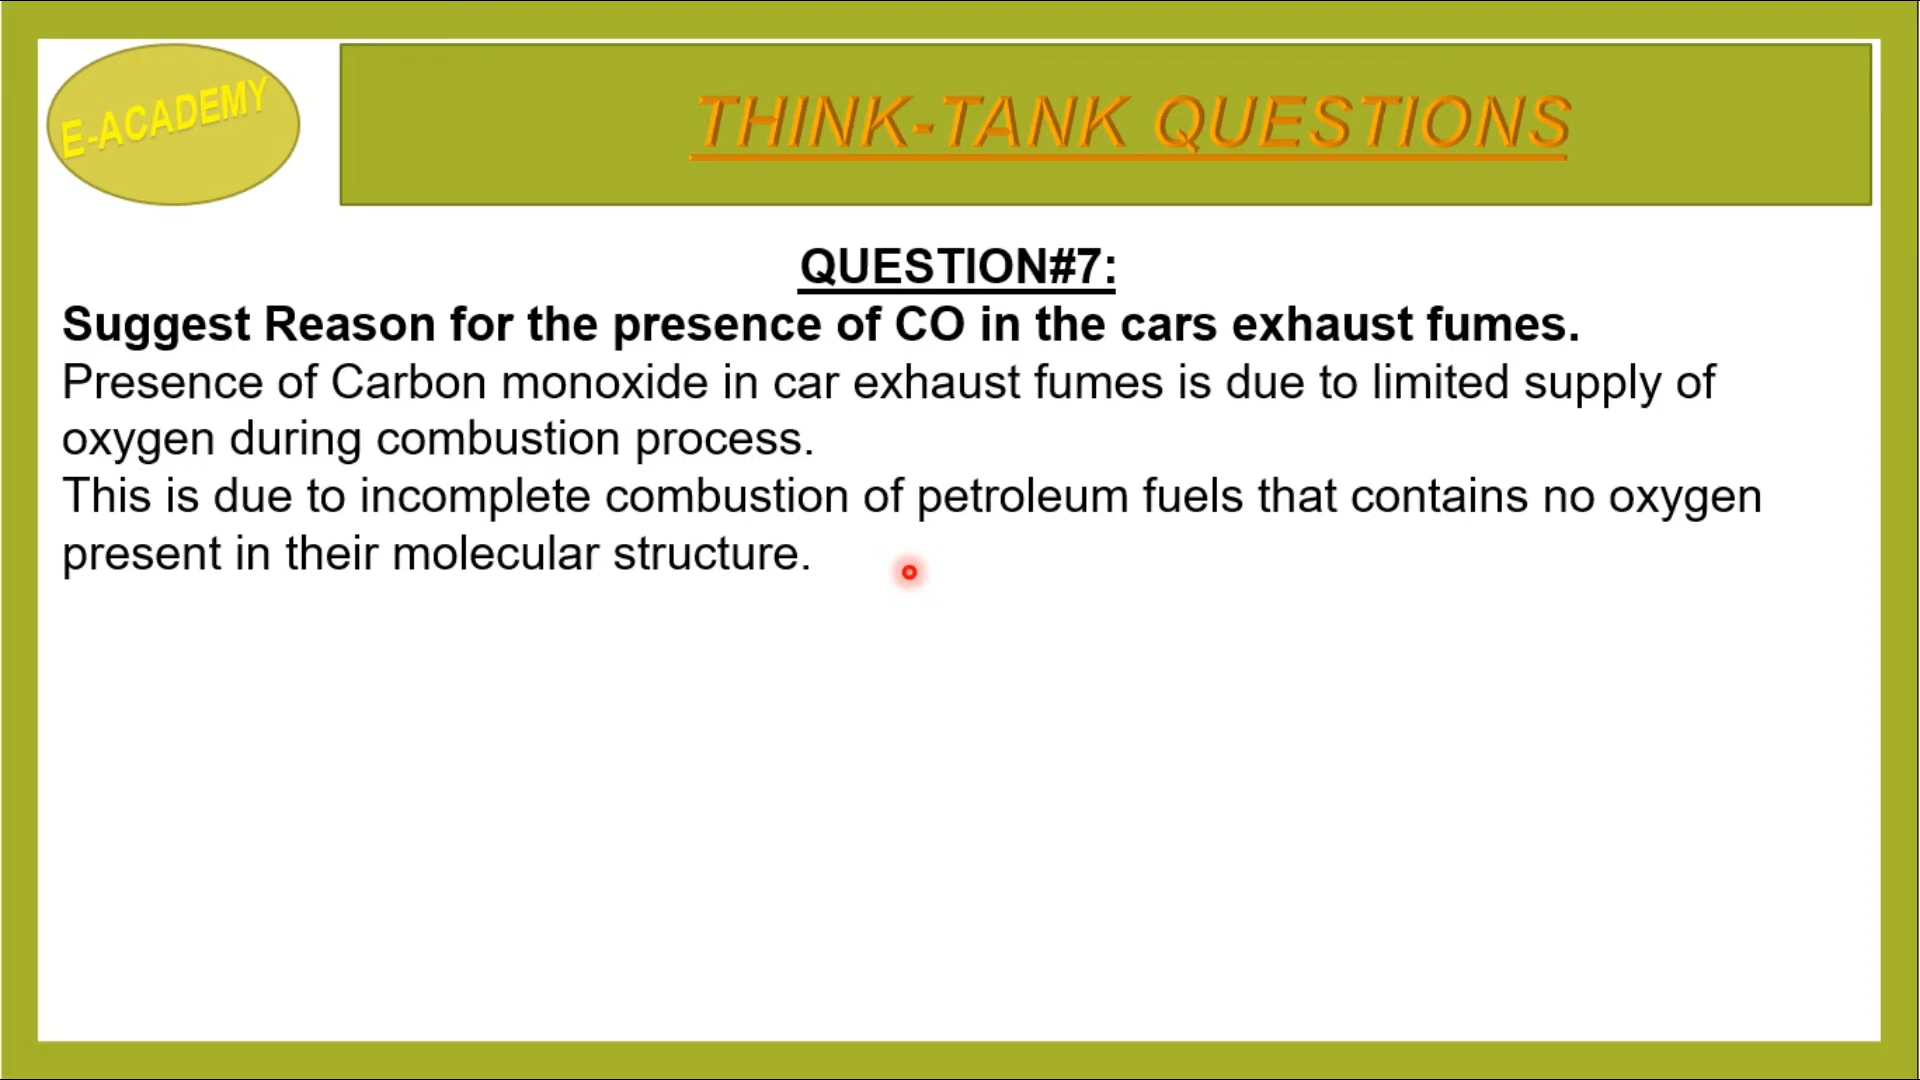 E-ACADEMY
THINK-TANK QUESTIONS
QUESTION#7:
Suggest Reason for the presence of CO in the cars exhaust fumes.
Presence of Carbon monoxide in car exhaust fumes is due to limited supply of
oxygen during combustion process.
This is due to incomplete combustion of petroleum fuels that contains no oxygen
present in their molecular structure.